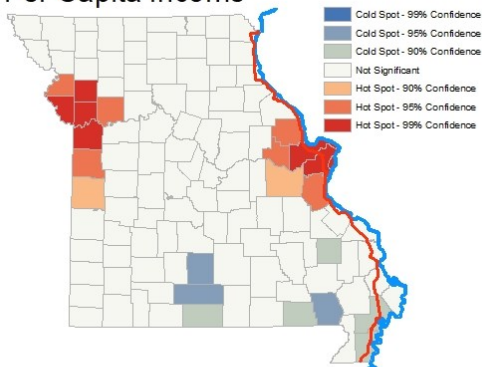 Per Capita Income
Cold Spot - 99% Confidence
Cold Spot - 95% Confidence
Cold Spot - 90% Confidence
Not Significant
Hot Spot - 90% Confidence
Hot Spot - 95% Confidence
Hot Spot - 99% Confidence